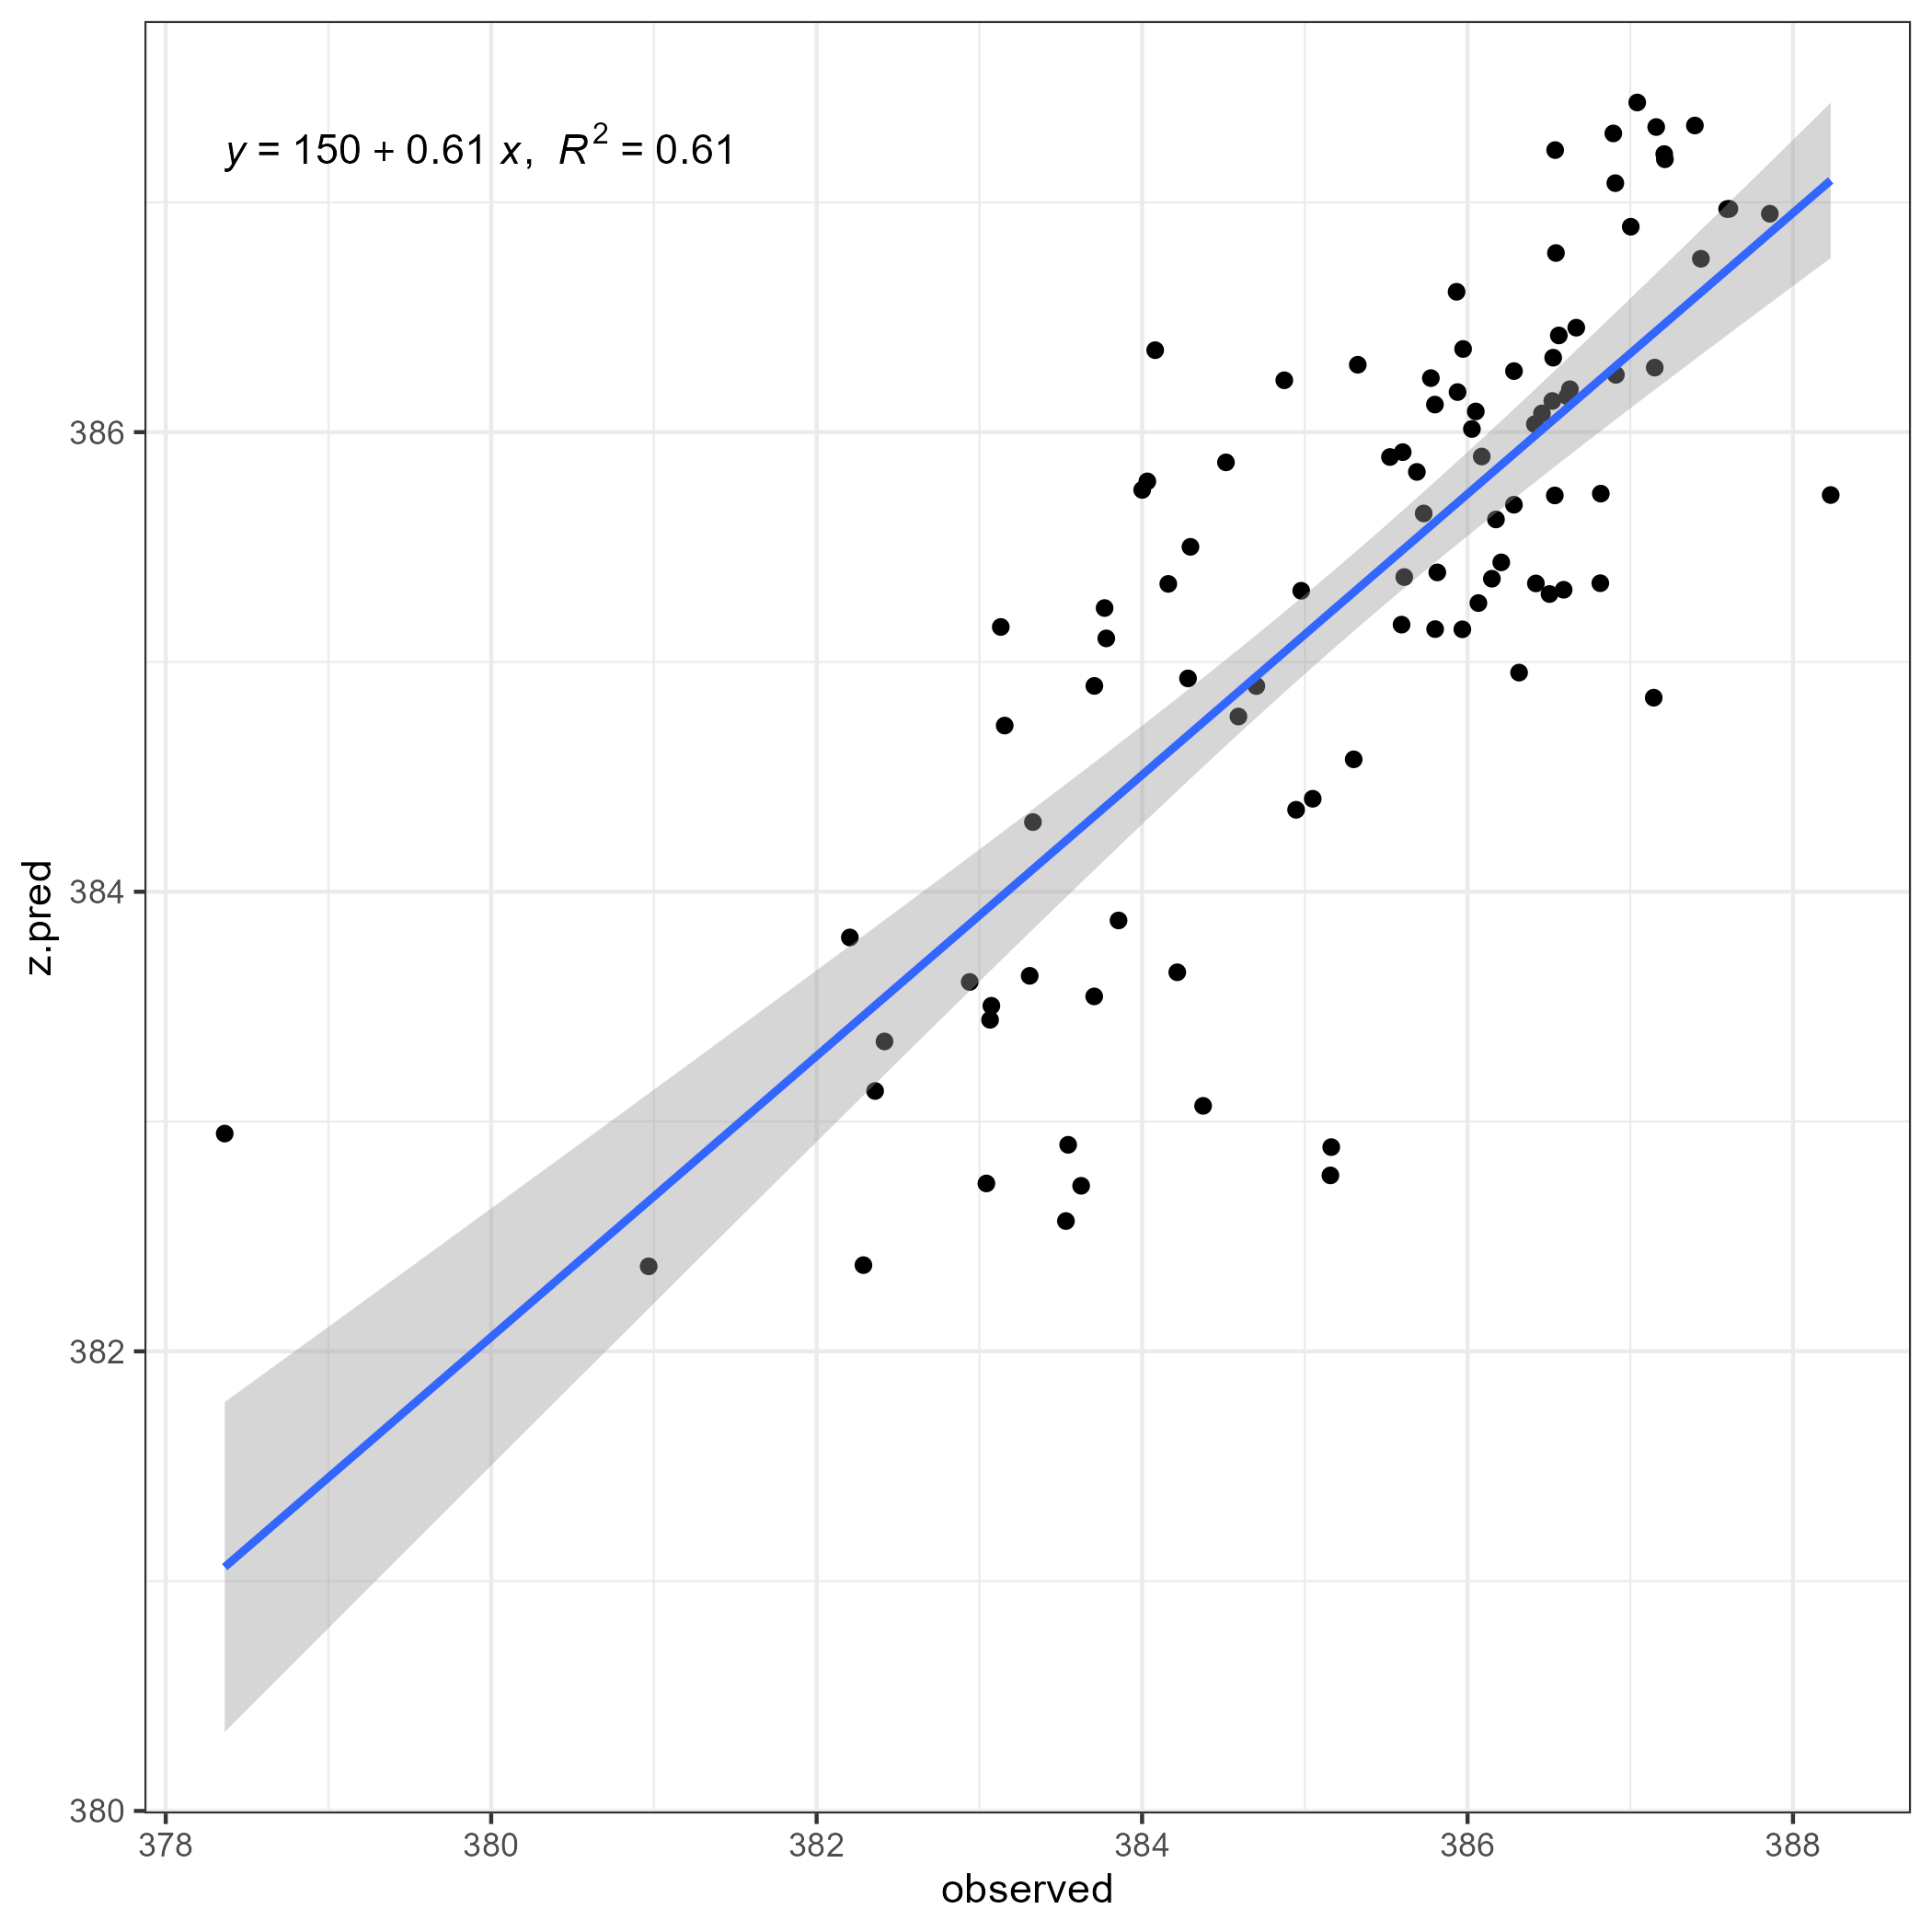 y = 150 + 0.61 x, R² = 0.61
386
384
382
380
378 380 382 384 386 388
observed
z.pred